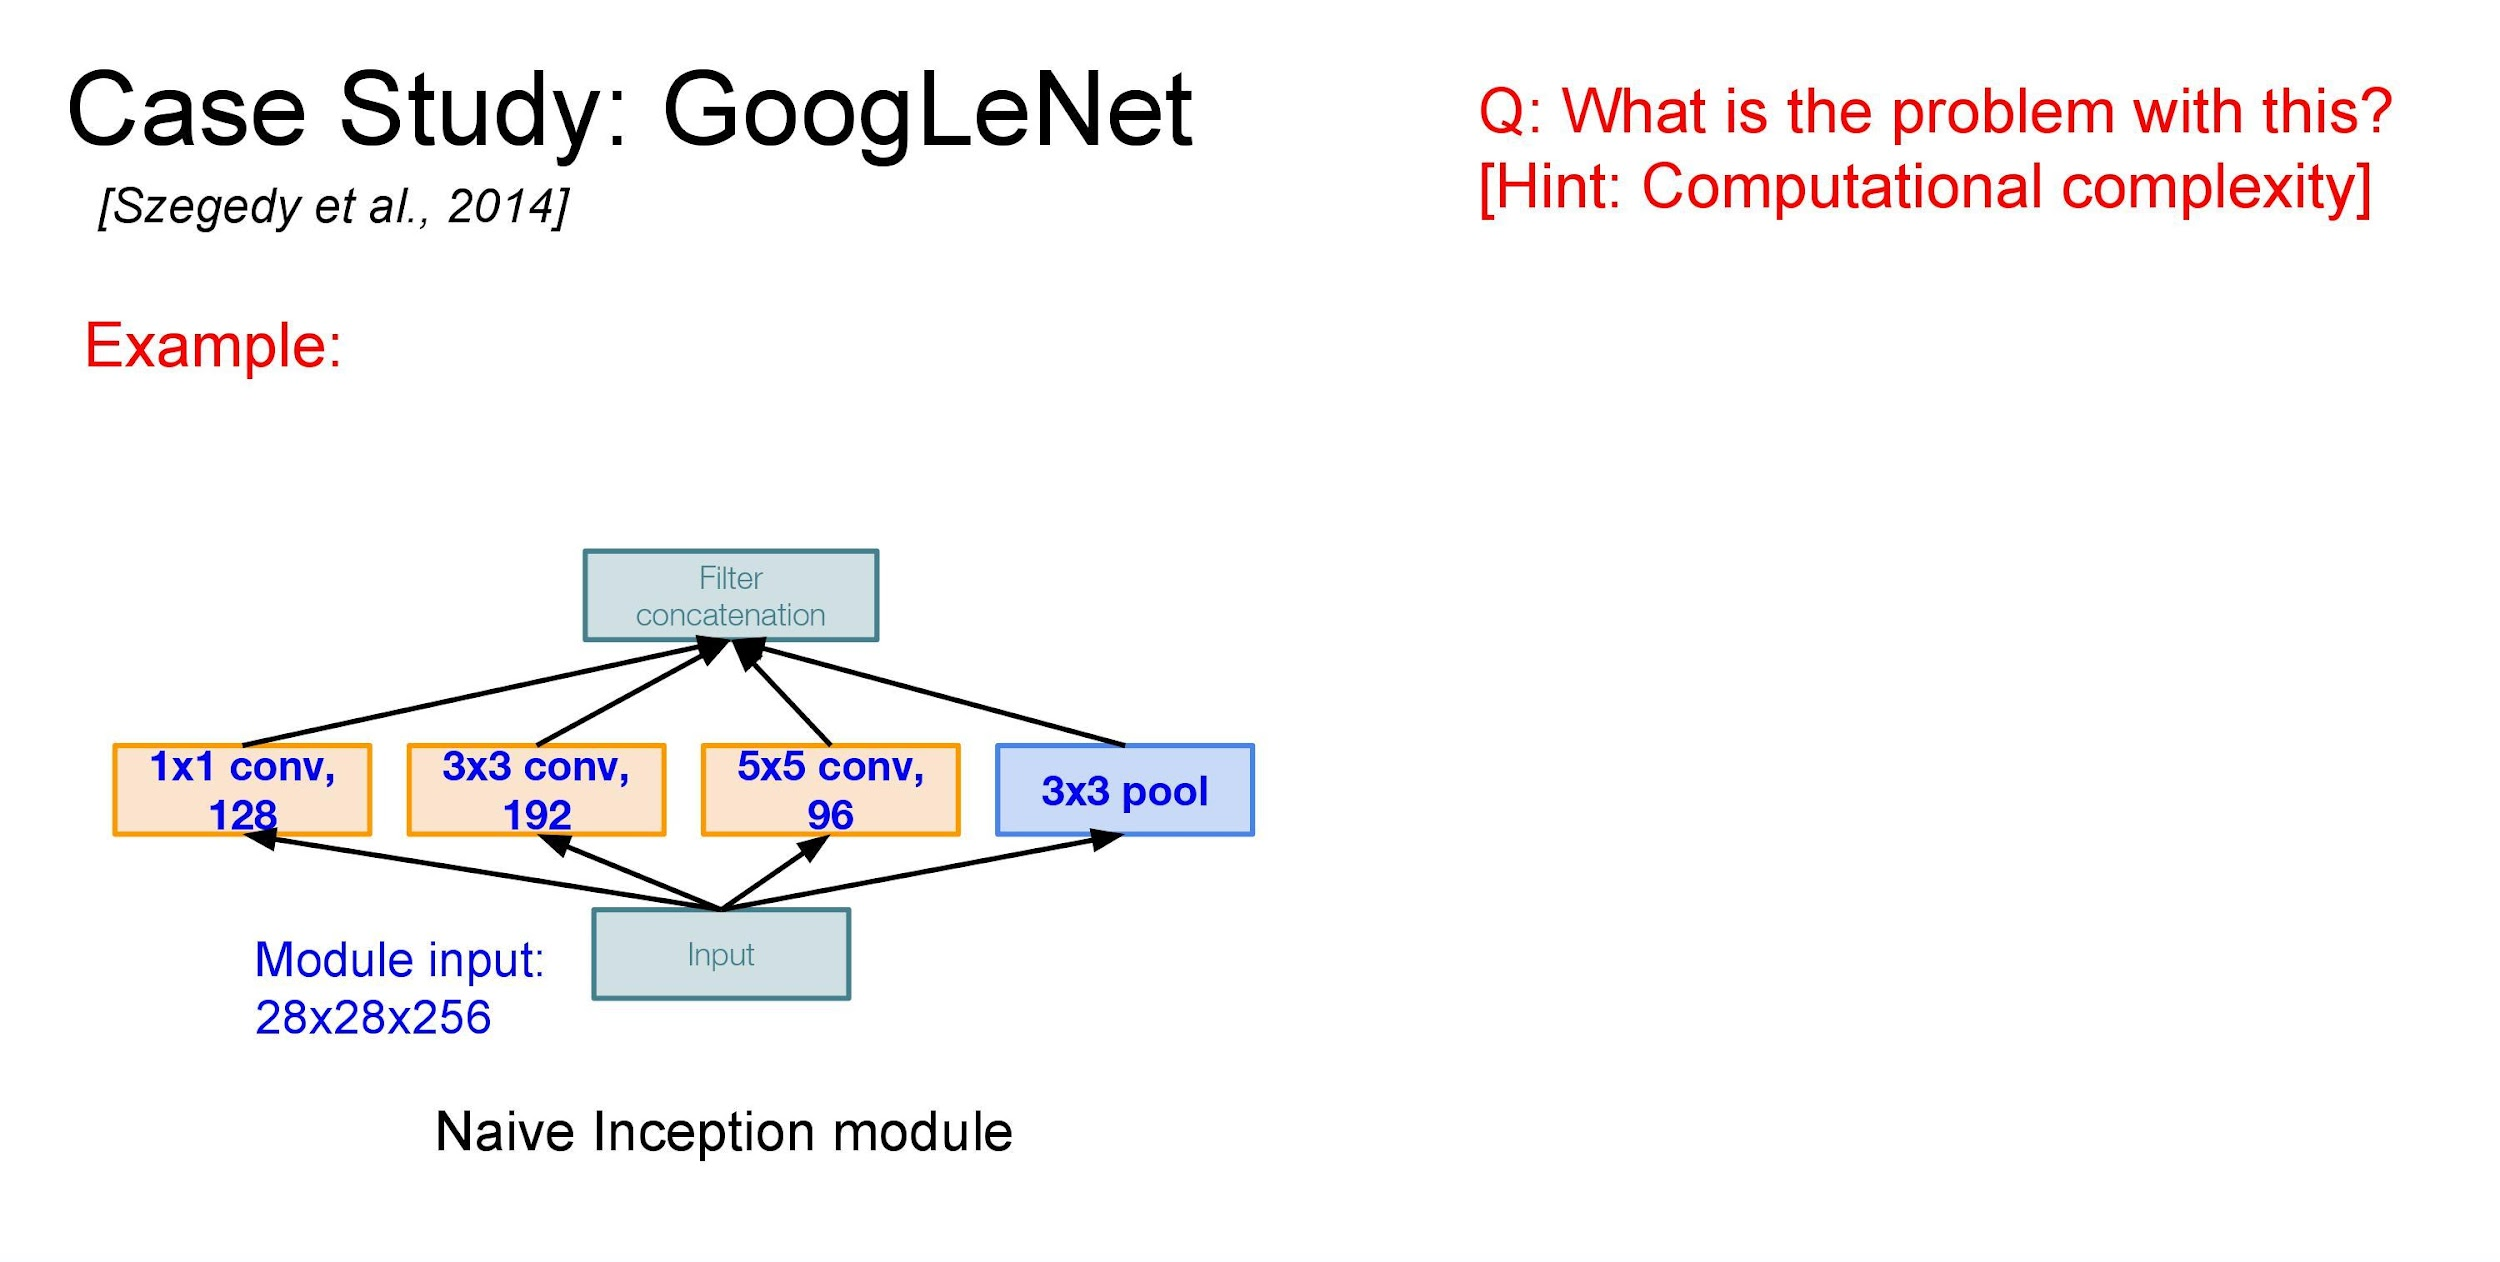 Case Study: GoogLeNet
[Szegedy et al., 2014]
Q: What is the problem with this?
[Hint: Computational complexity]
Example:
Filter
concatenation
1x1 conv,
128
3x3 conv,
192
5x5 conv,
96
3x3 pool
Input
Module input:
28x28x256
Naive Inception module